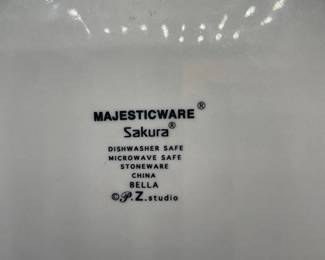 MAJESTICWARE®
Sakura®
DISHWASHER SAFE
MICROWAVE SAFE
STONEWARE
CHINA
BELLA
©P.Z.studio